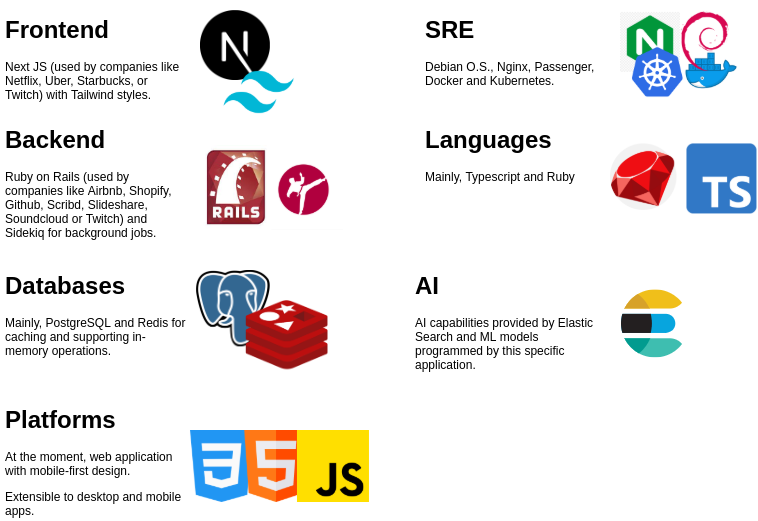 Frontend
Next JS (used by companies like
Netflix, Uber, Starbucks, or
Twitch) with Tailwind styles.
N
SRE
Debian O.S., Nginx, Passenger,
Docker and Kubernetes.
N
Backend
Ruby on Rails (used by
companies like Airbnb, Shopify,
Github, Scribd, Slideshare,
Soundcloud or Twitch) and
Sidekiq for background jobs.
RAILS
Languages
Mainly, Typescript and Ruby
TS
Databases
Mainly, PostgreSQL and Redis for
caching and supporting in-
memory operations.
AI
AI capabilities provided by Elastic
Search and ML models
programmed by this specific
application.
Platforms
At the moment, web application
with mobile-first design.
Extensible to desktop and mobile
apps.
3 5 JS